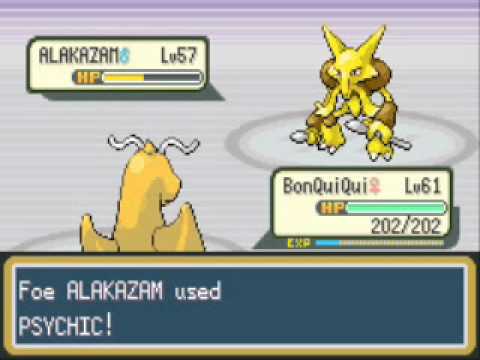 ALAKAZAM♂ Lv57
HP
BonQuiQui♀ Lv61
HP
202/202
EXP
Foe ALAKAZAM used
PSYCHIC!